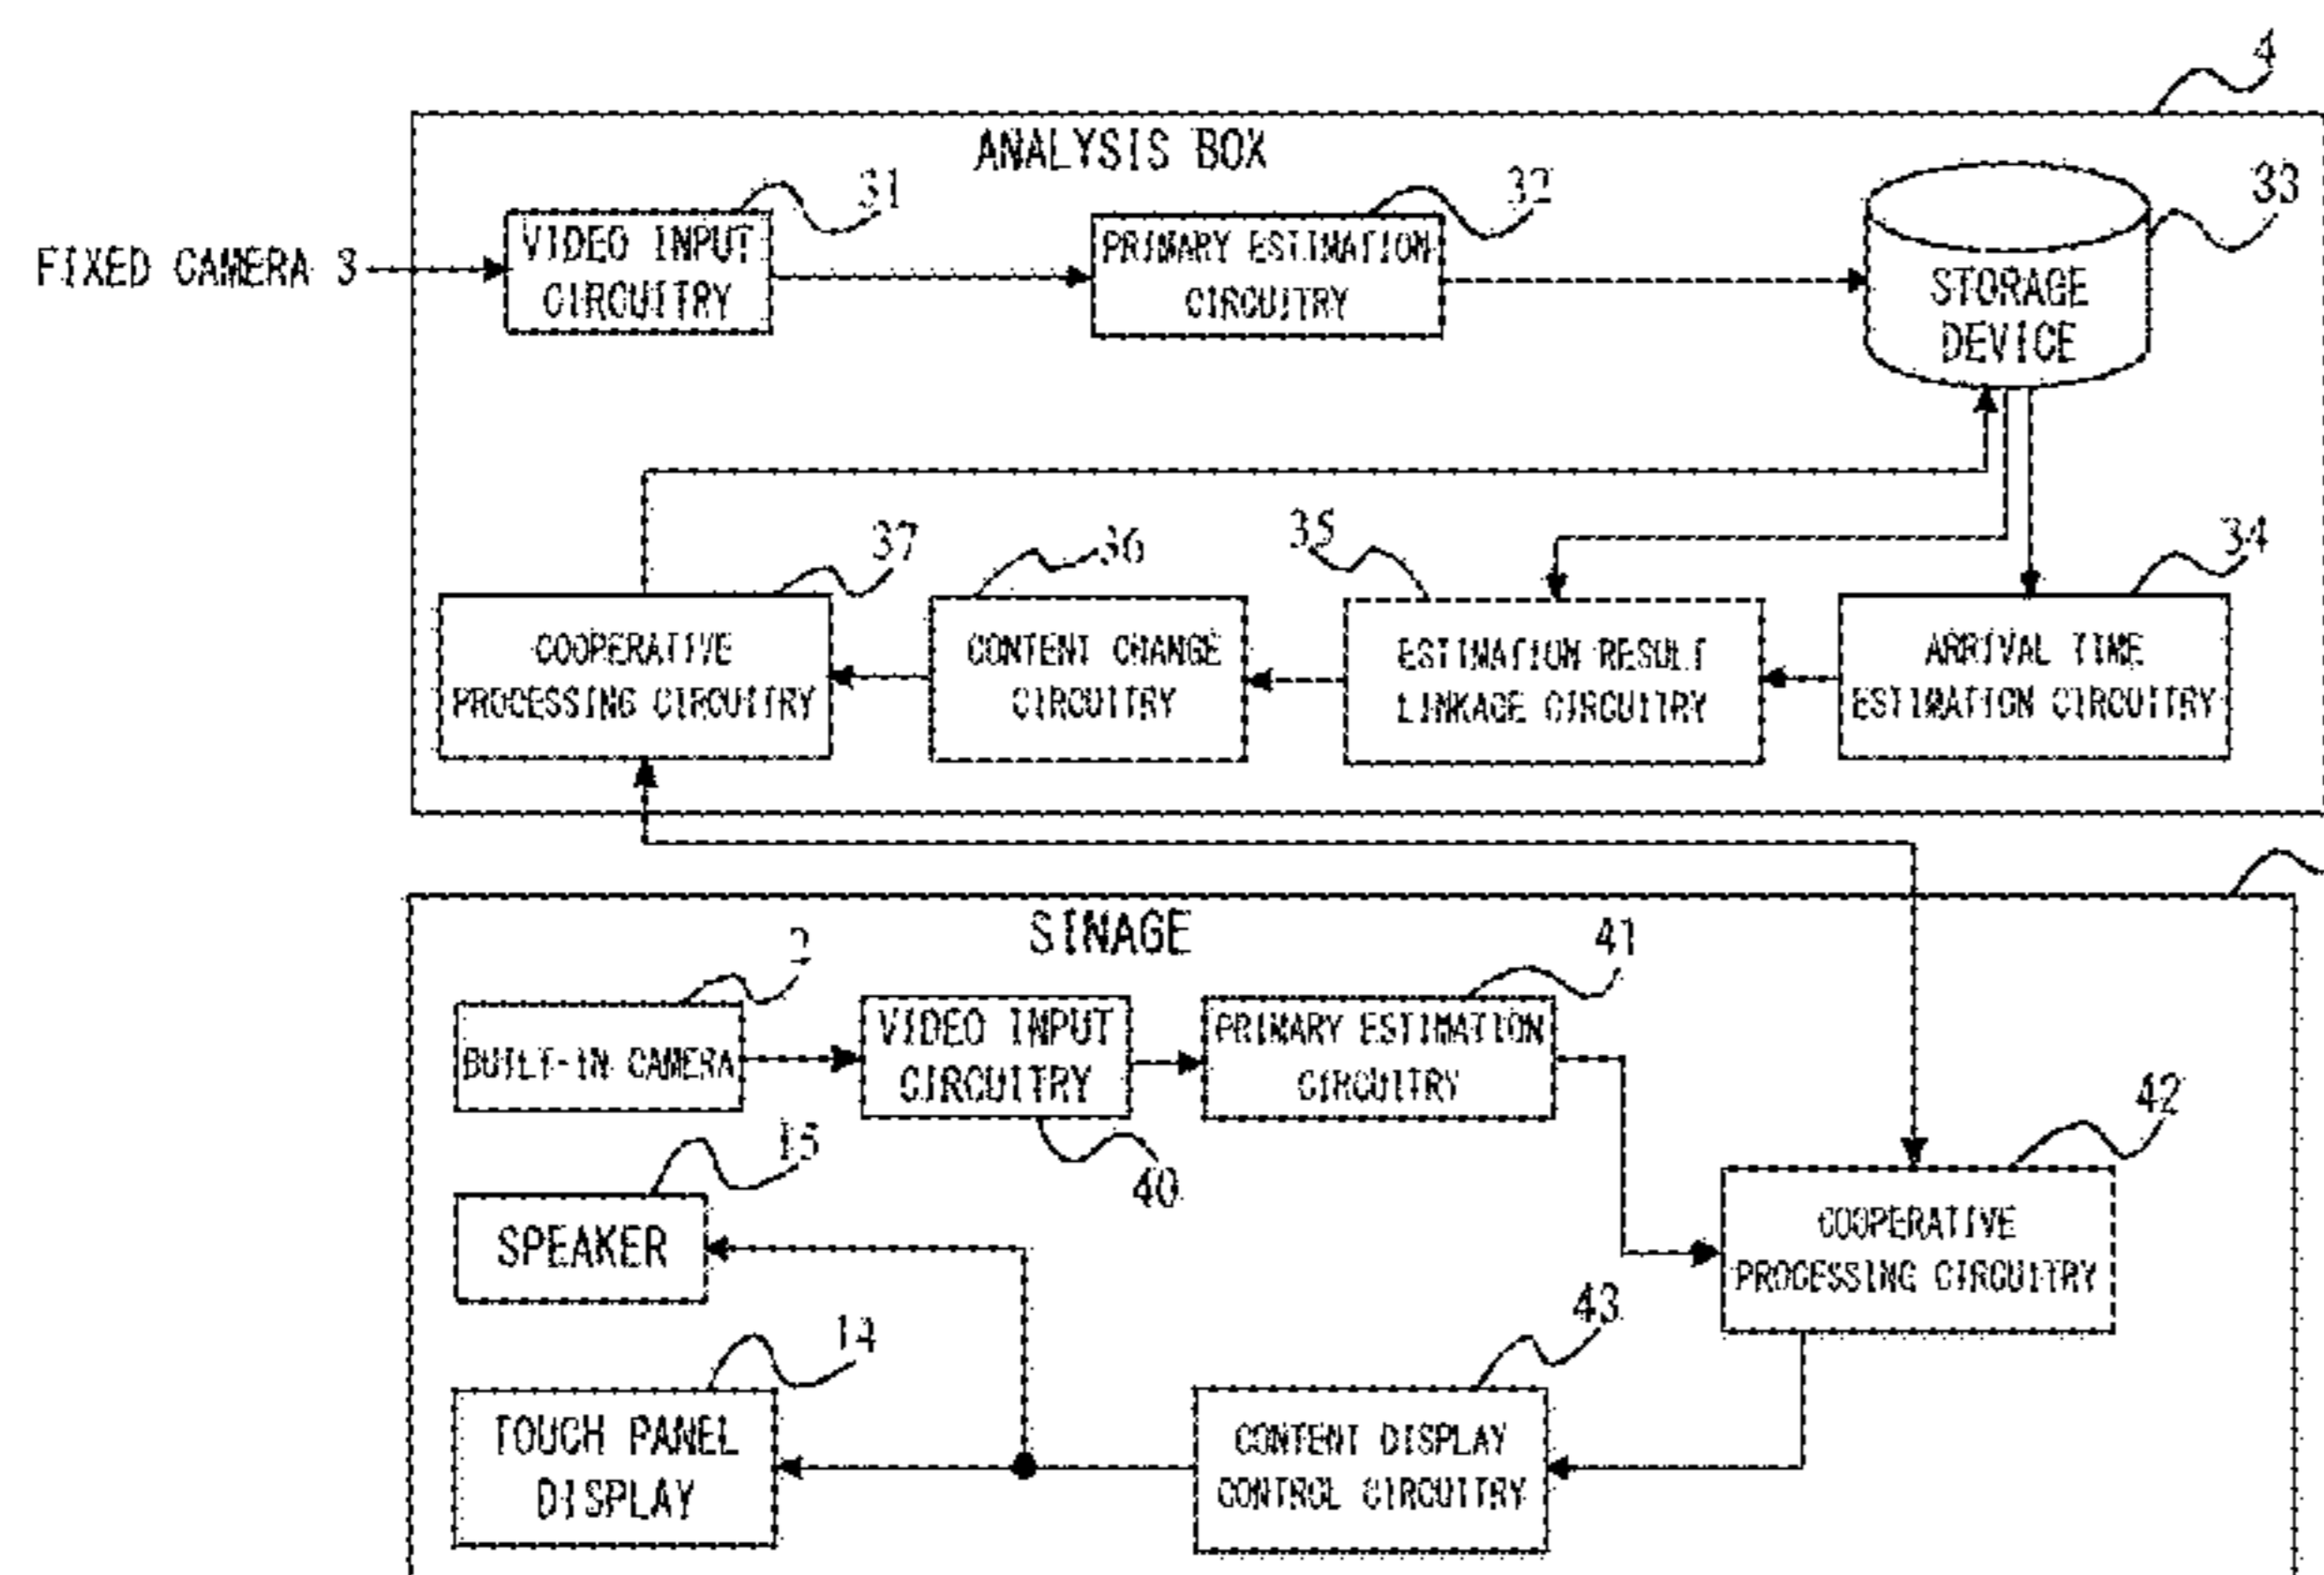 4
ANALYSIS BOX
31
32
33
FIXED CAMERA 3
VIDEO INPUT
CIRCUITRY
PRIMARY ESTIMATION
CIRCUITRY
STORAGE
DEVICE
37
36
35
34
COOPERATIVE
PROCESSING CIRCUITRY
CONTENT CHANGE
CIRCUITRY
ESTIMATION RESULT
LINKAGE CIRCUITRY
ARRIVAL TIME
ESTIMATION CIRCUITRY
SINAGE
2
41
BUILT-IN CAMERA
VIDEO INPUT
CIRCUITRY
PRIMARY ESTIMATION
CIRCUITRY
42
15
40
SPEAKER
COOPERATIVE
PROCESSING CIRCUITRY
43
14
TOUCH PANEL
DISPLAY
CONTENT DISPLAY
CONTROL CIRCUITRY